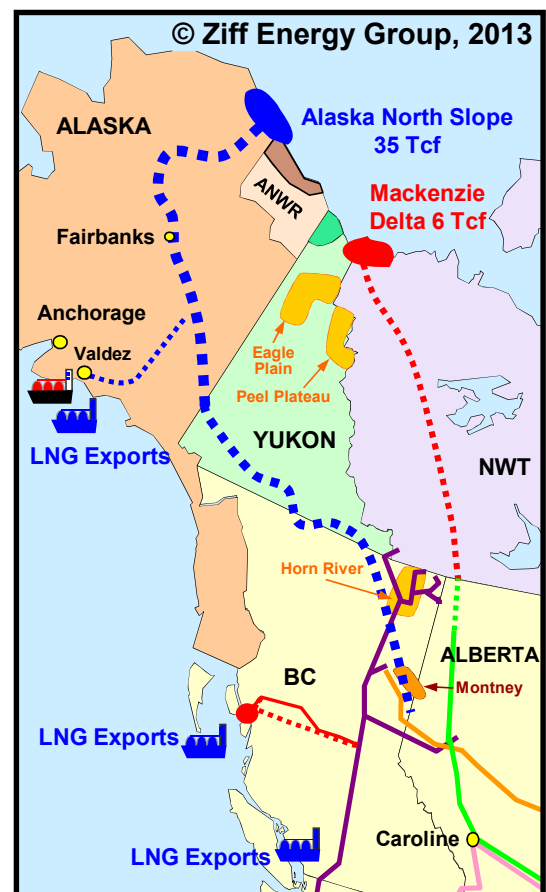 © Ziff Energy Group, 2013
ALASKA
Alaska North Slope
35 Tcf
ANWR
Mackenzie
Delta 6 Tcf
Fairbanks
Anchorage
Valdez
Eagle
Plain
Peel Plateau
LNG Exports
YUKON
NWT
Horn River
ALBERTA
BC
Montney
LNG Exports
Caroline
LNG Exports